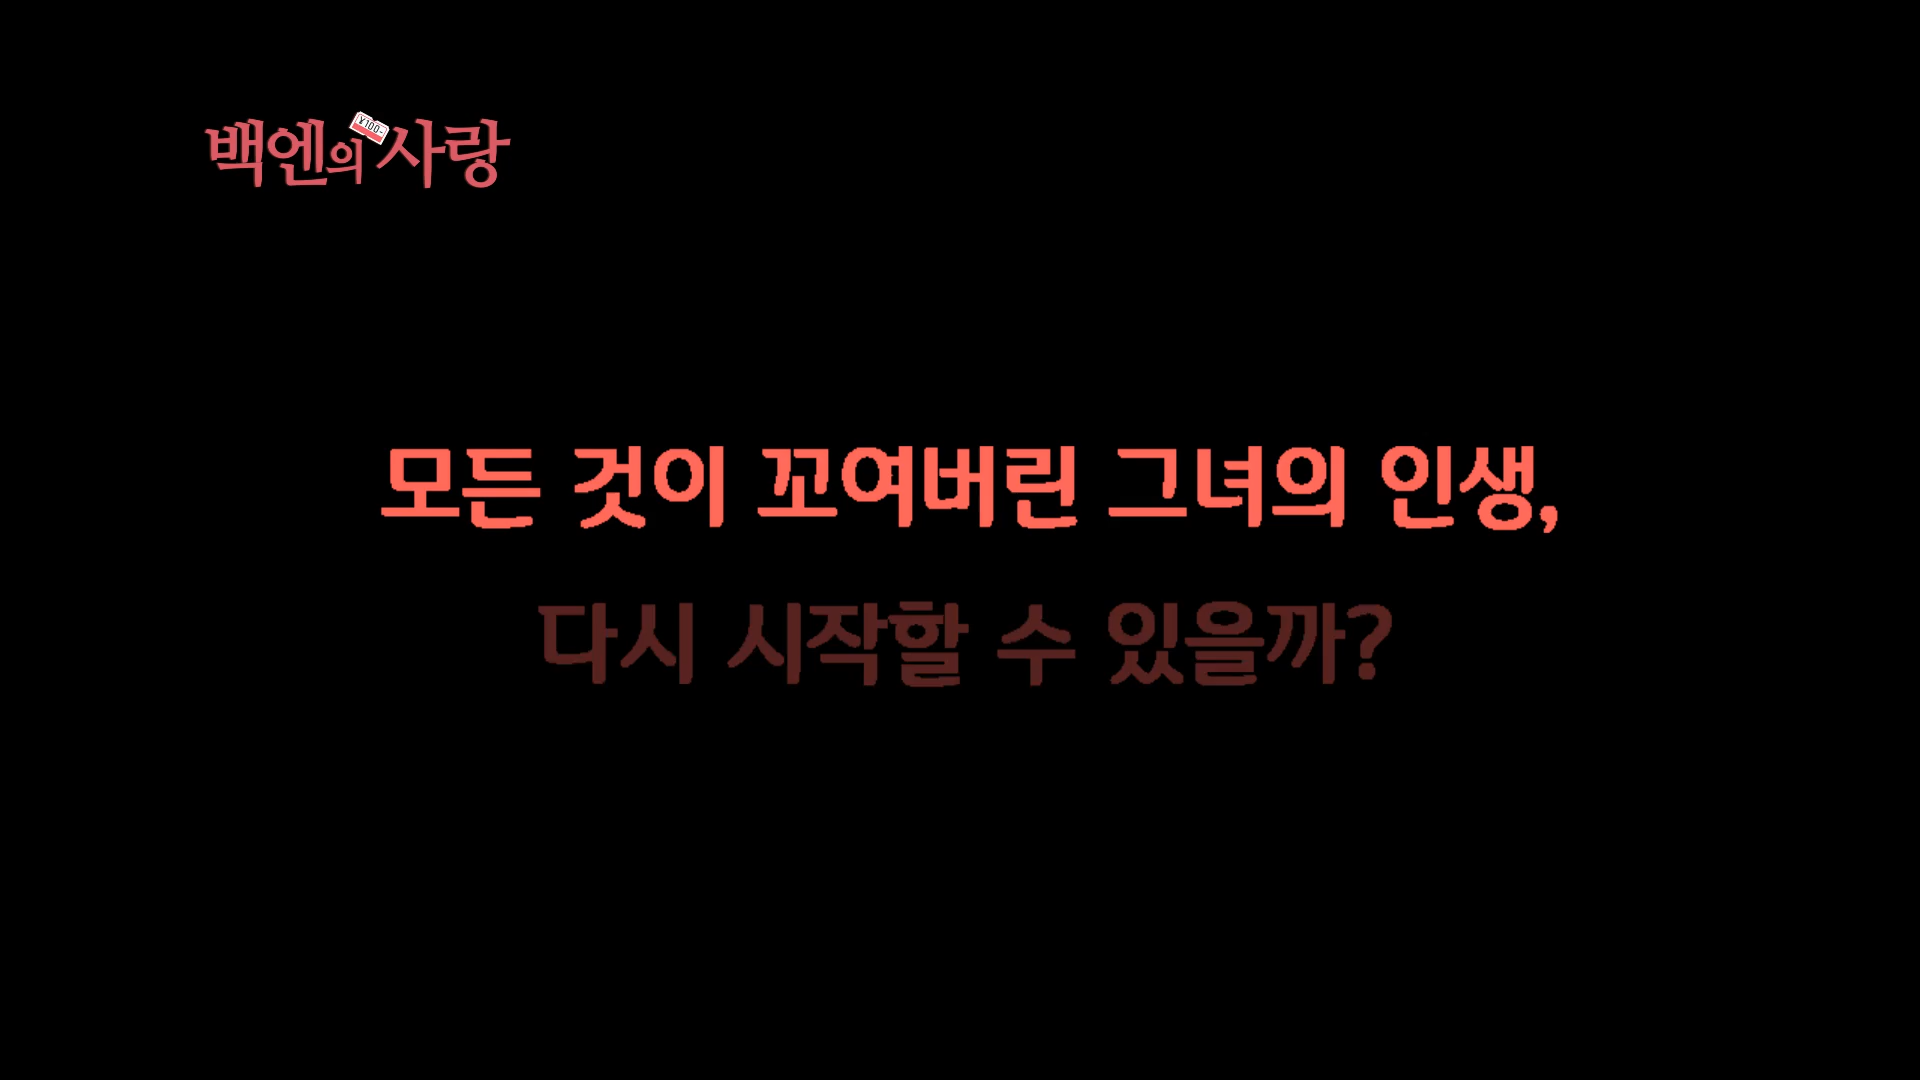 백엔의 사랑
¥100-
모든 것이 꼬여버린 그녀의 인생,
다시 시작할 수 있을까?